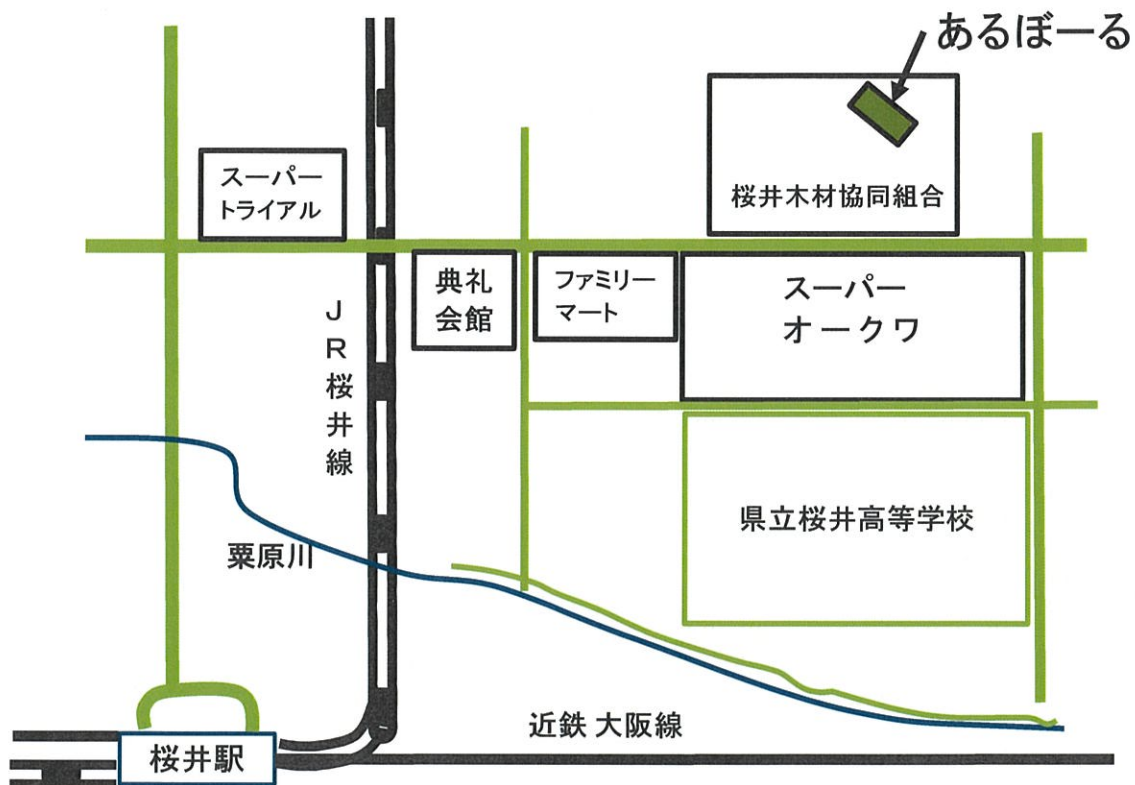 あるぼーる
スーパー
トライアル
桜井木材協同組合
典礼
会館
ファミリー
マート
スーパー
オークワ
JR桜井線
県立桜井高等学校
粟原川
近鉄 大阪線
桜井駅